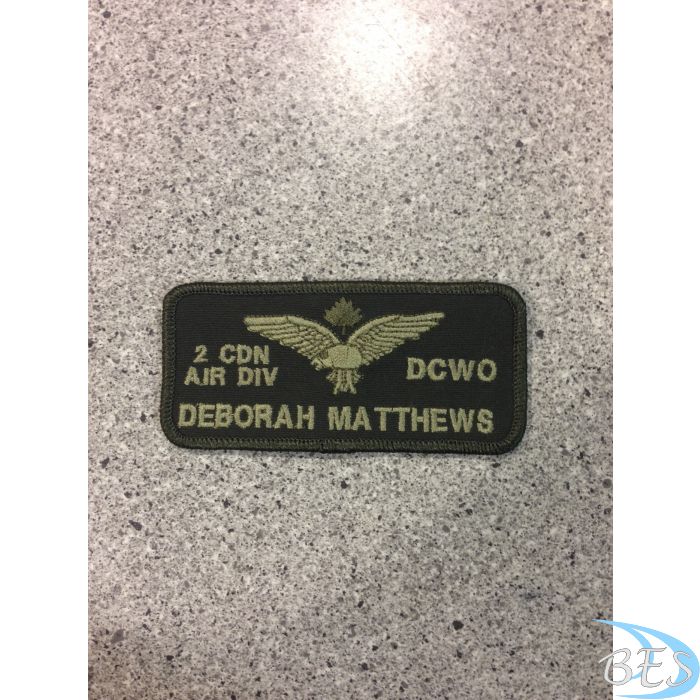 2 CDN
AIR DIV
DCWO
DEBORAH MATTHEWS
BES